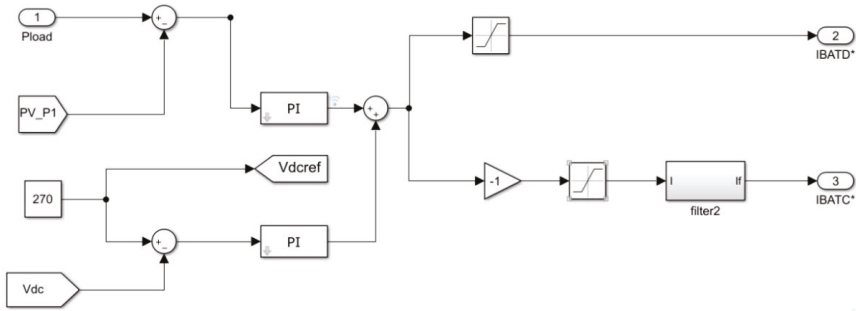 1
Pload
+
-
PV_P1
PI
+
+
2
IBATD*
Vdcref
270
-1
I
If
filter2
3
IBATC*
+
-
PI
Vdc